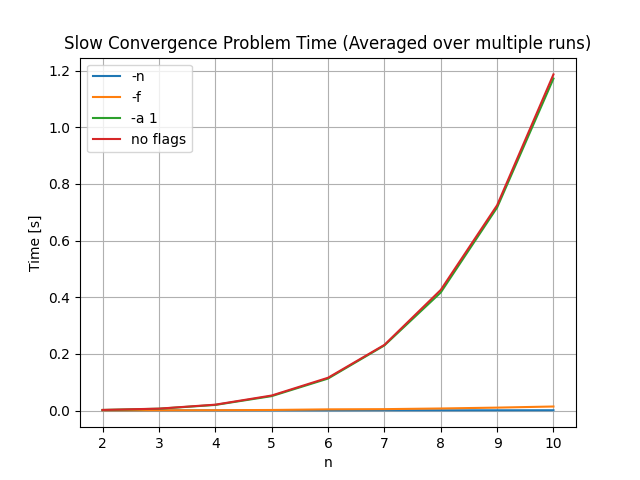 Slow Convergence Problem Time (Averaged over multiple runs)
-n
-f
-a 1
no flags
1.2
1.0
0.8
0.6
0.4
0.2
0.0
Time [s]
2 3 4 5 6 7 8 9 10
n